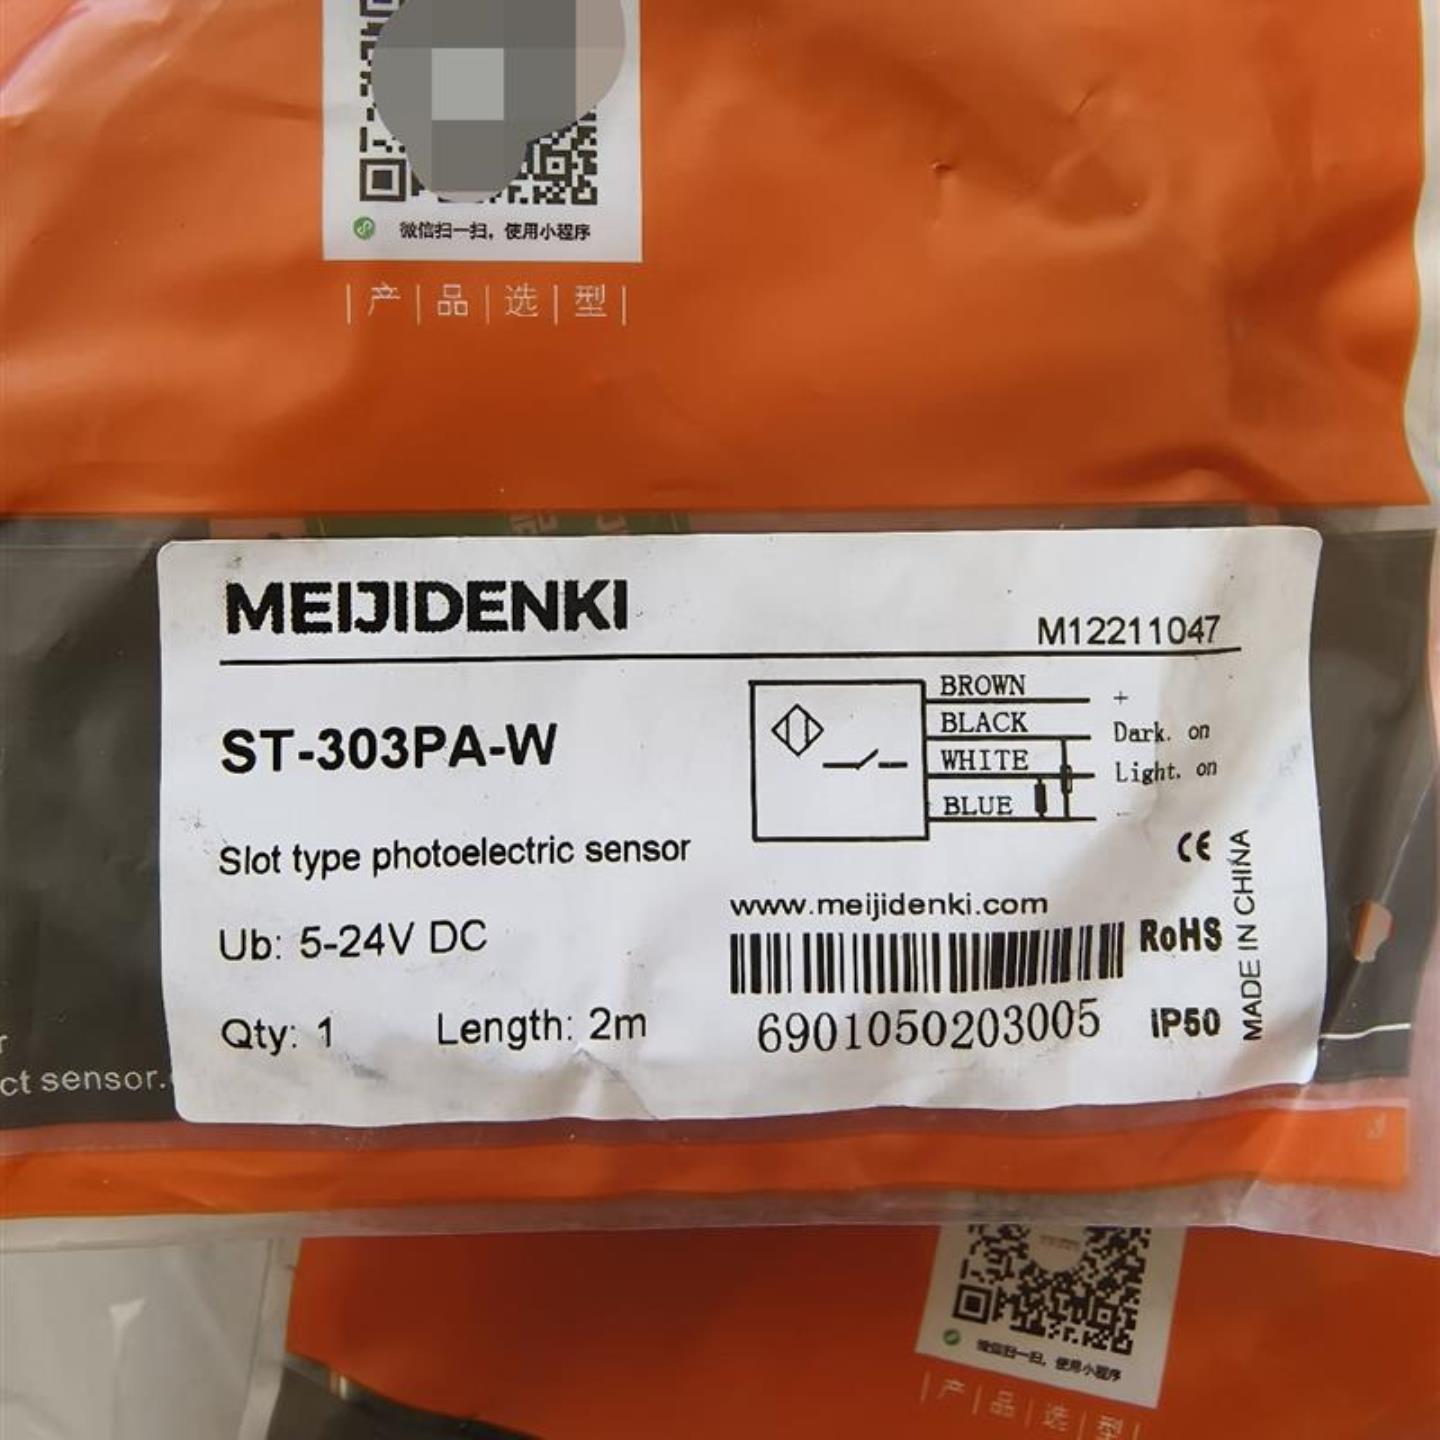 微信扫一扫，使用小程序
|产|品|选|型|
MEIJIDENKI
M12211047
ST-303PA-W
BROWN +
BLACK Dark. on
WHITE Light. on
BLUE -
Slot type photoelectric sensor
CE
www.meijidenki.com
Ub: 5-24V DC
RoHS
MADE IN CHINA
Qty: 1 Length: 2m
6901050203005
IP50
ct sensor.
微信扫一扫，使用小程序
|产|品|选|型|